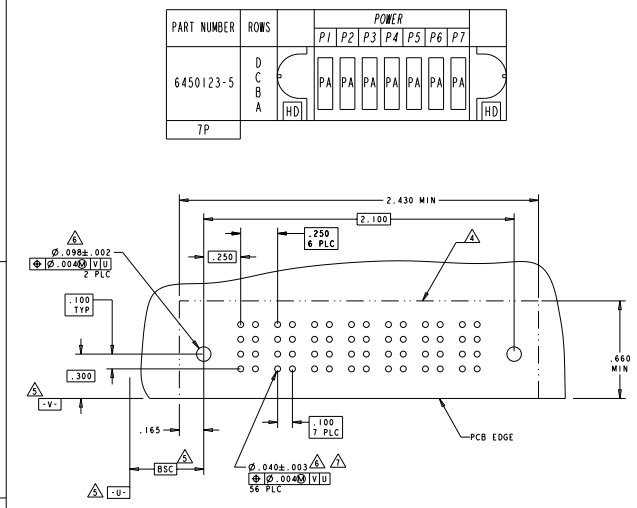 PART NUMBER ROWS POWER
P1 P2 P3 P4 P5 P6 P7
6450123-5 D C B A HD PA PA PA PA PA PA PA HD
7P
2.430 MIN
2.100
.250
6 PLC
.250
4
6
Ø.098±.002
⌖ Ø.004Ⓜ V U
2 PLC
.100
TYP
.300
5
-V-
.660
MIN
.165
.100
7 PLC
PCB EDGE
BSC 5
Ø.040±.003 6 7
⌖ Ø.004Ⓜ V U
56 PLC
5 -U-